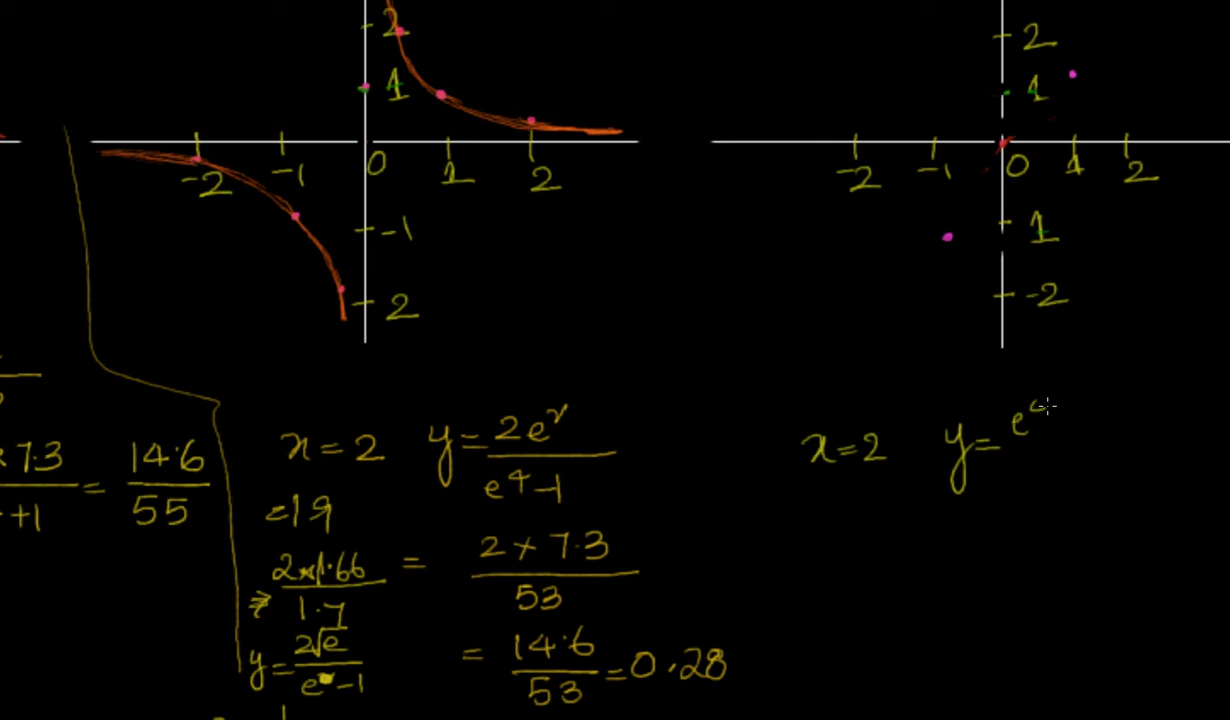 2
1
-2 -1 0 1 2
-1
2
2
1
-2 -1 0 1 2
1
-2
× 7.3 / +1 = 14.6 / 55
x = 2 y = 2e^2 / e^4 - 1
= 19
2 × 1.66 / 1.7 = 2 × 7.3 / 53
y = 2√e / e - 1
= 14.6 / 53 = 0.28
x = 2 y = e